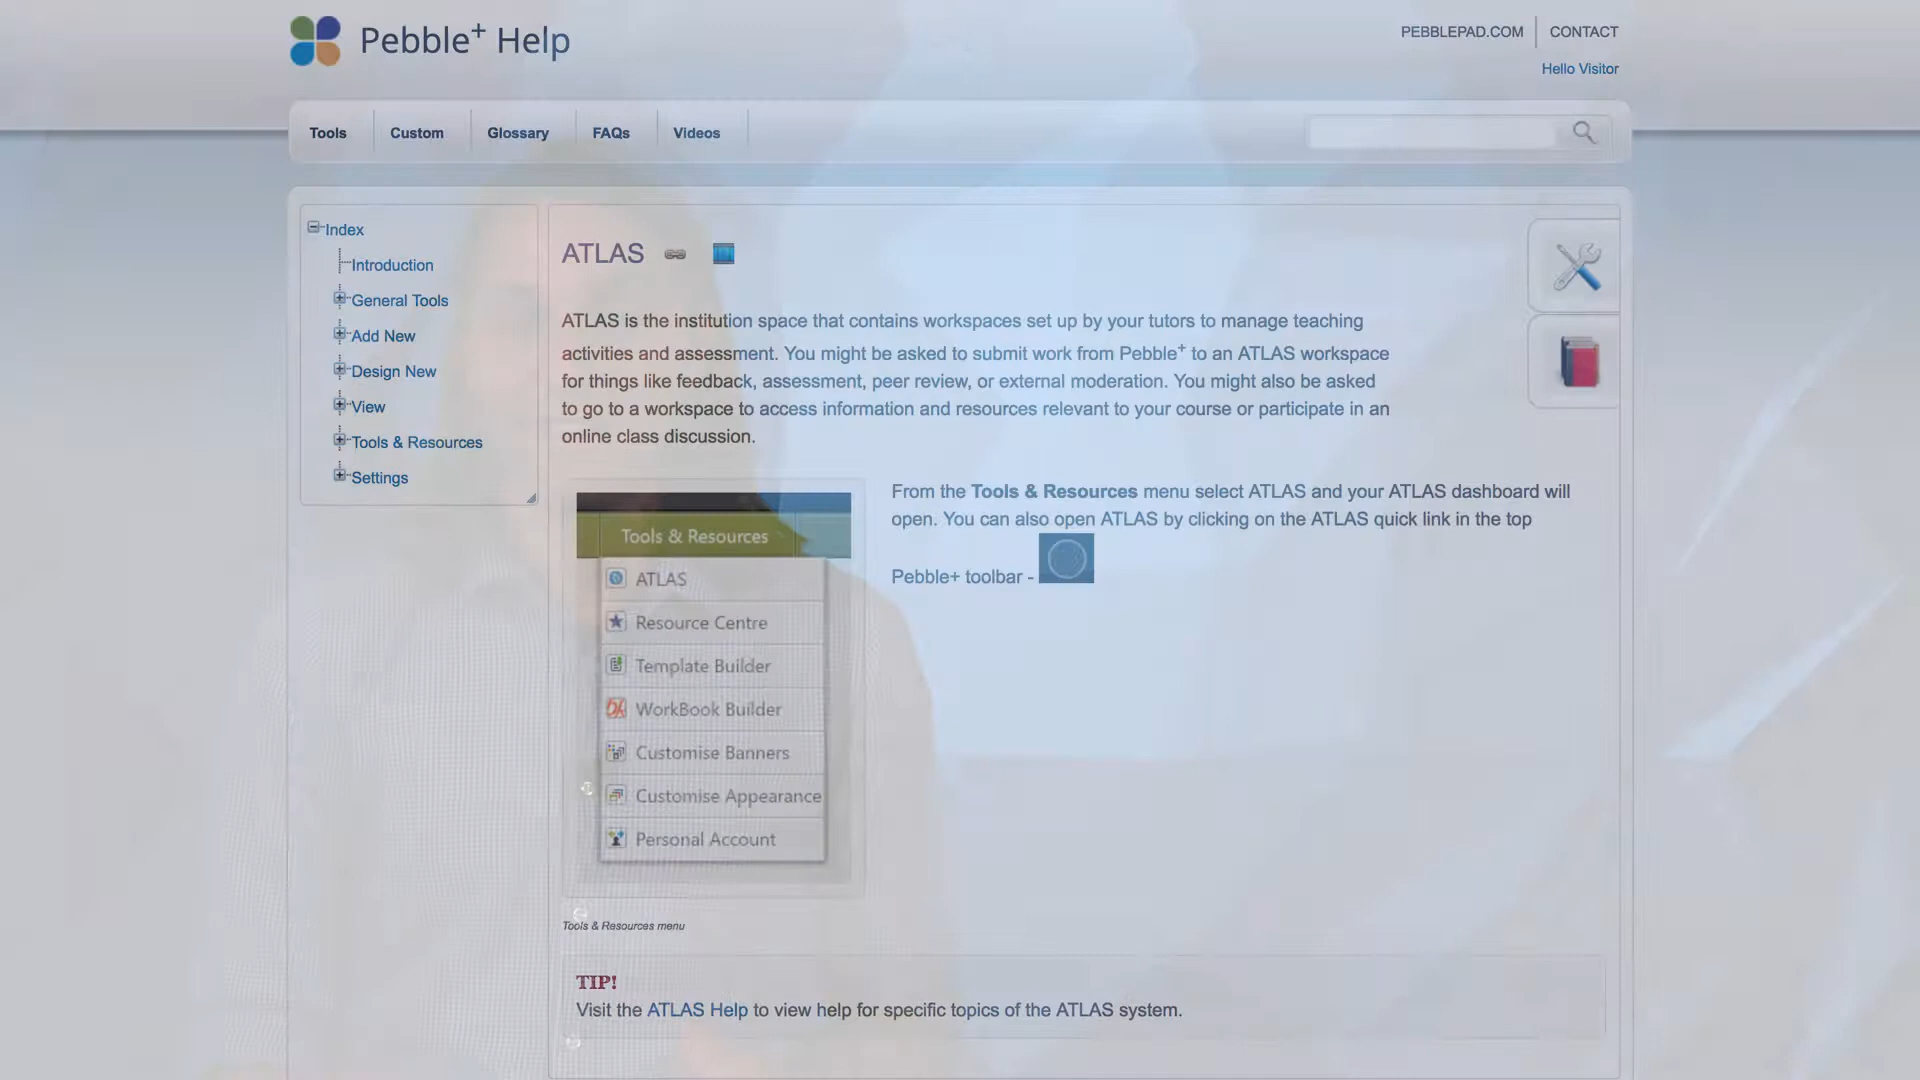 Pebble+ Help
PEBBLEPAD.COM
CONTACT
Hello Visitor
Tools
Custom
Glossary
FAQs
Videos
Index
Introduction
General Tools
Add New
Design New
View
Tools & Resources
Settings
ATLAS
ATLAS is the institution space that contains workspaces set up by your tutors to manage teaching
activities and assessment. You might be asked to submit work from Pebble+ to an ATLAS workspace
for things like feedback, assessment, peer review, or external moderation. You might also be asked
to go to a workspace to access information and resources relevant to your course or participate in an
online class discussion.
Tools & Resources
ATLAS
Resource Centre
Template Builder
WorkBook Builder
Customise Banners
Customise Appearance
Personal Account
Tools & Resources menu
From the Tools & Resources menu select ATLAS and your ATLAS dashboard will
open. You can also open ATLAS by clicking on the ATLAS quick link in the top
Pebble+ toolbar -
TIP!
Visit the ATLAS Help to view help for specific topics of the ATLAS system.